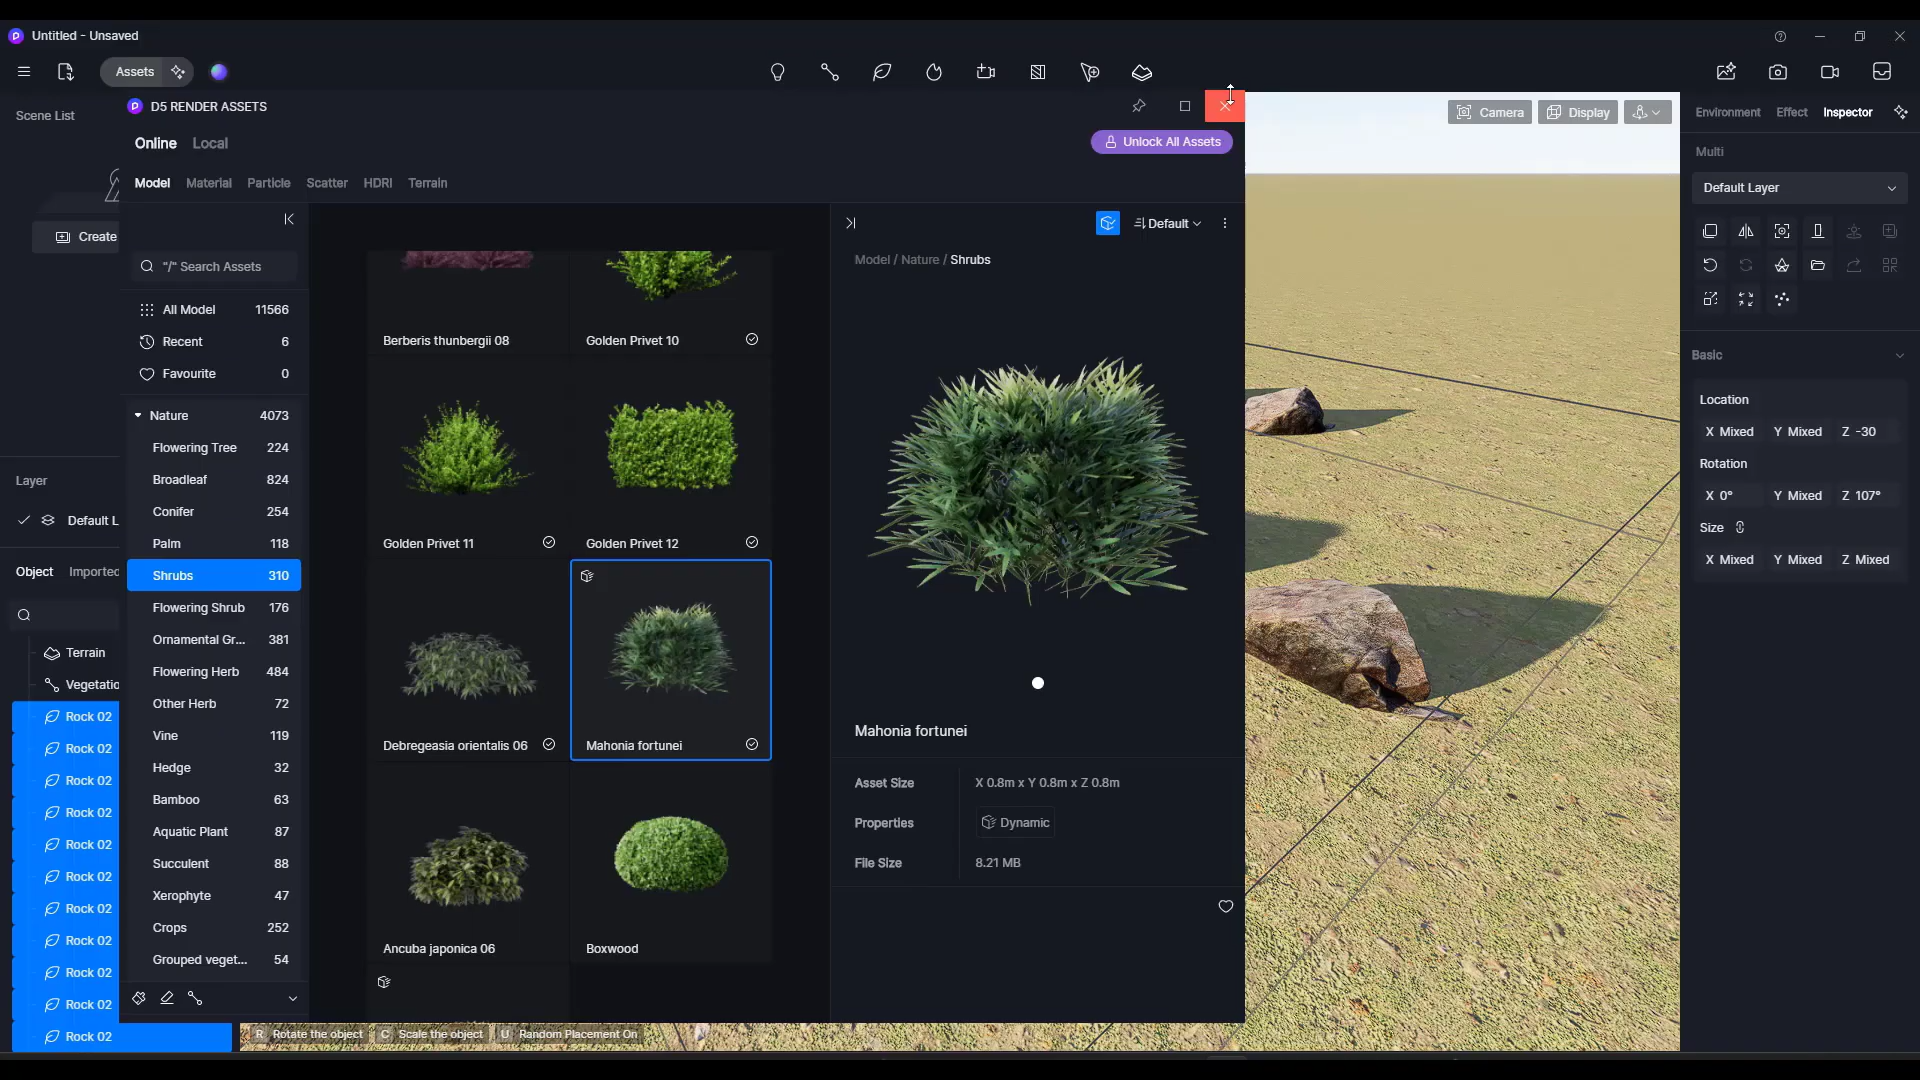 Untitled - Unsaved
Assets
Scene List
D5 RENDER ASSETS
Online Local
Unlock All Assets
Model Material Particle Scatter HDRI Terrain
Create
"/" Search Assets
All Model 11566
Recent 6
Favourite 0
Nature 4073
Flowering Tree 224
Broadleaf 824
Conifer 254
Palm 118
Shrubs 310
Flowering Shrub 176
Ornamental Gr... 381
Flowering Herb 484
Other Herb 72
Vine 119
Hedge 32
Bamboo 63
Aquatic Plant 87
Succulent 88
Xerophyte 47
Crops 252
Grouped veget... 54
Layer
Default L
Object Imported
Terrain
Vegetatio
Rock 02
Rock 02
Rock 02
Rock 02
Rock 02
Rock 02
Rock 02
Rock 02
Rock 02
Rock 02
Rock 02
Berberis thunbergii 08
Golden Privet 10
Golden Privet 11
Golden Privet 12
Debregeasia orientalis 06
Mahonia fortunei
Ancuba japonica 06
Boxwood
Default
Model / Nature / Shrubs
Mahonia fortunei
Asset Size X 0.8m x Y 0.8m x Z 0.8m
Properties Dynamic
File Size 8.21 MB
R Rotate the object C Scale the object U Random Placement On
Camera Display
Environment Effect Inspector
Multi
Default Layer
Basic
Location
X Mixed Y Mixed Z -30
Rotation
X 0° Y Mixed Z 107°
Size
X Mixed Y Mixed Z Mixed